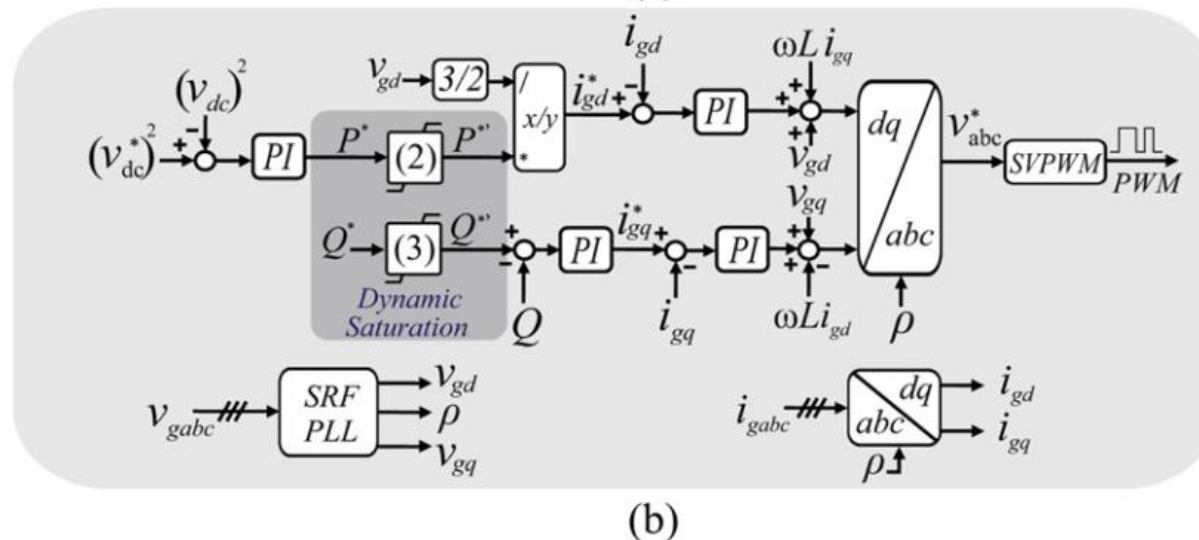 i_gd
ωL i_gq
v_gd 3/2 /
(v_dc)^2
x/y i*_gd + - PI + + +
dq
v*_abc
(v*_dc)^2 + - PI P* (2) P*' *
v_gd
SVPWM
PWM
v_gq
Q* (3) Q*' + - PI i*_gq + - PI + + -
abc
Dynamic
Saturation
Q
i_gq
ωL i_gd
ρ
v_gabc
SRF
PLL
v_gd
ρ
v_gq
i_gabc
dq
abc
i_gd
i_gq
ρ
(b)